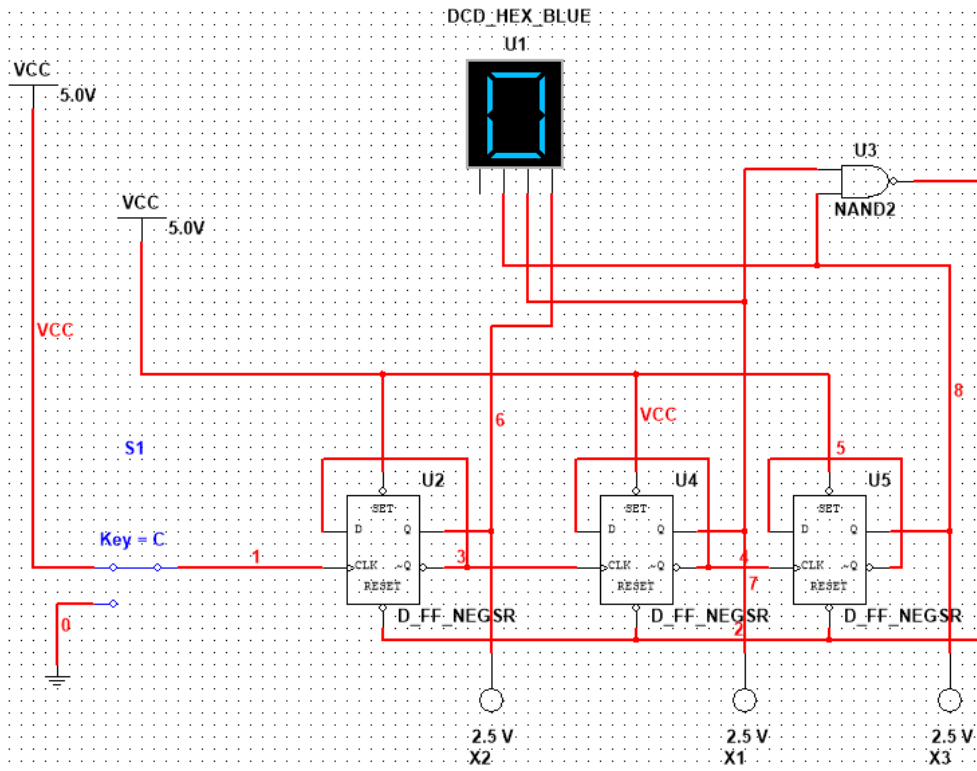 DCD_HEX_BLUE
U1
VCC
5.0V
U3
NAND2
VCC
5.0V
VCC
8
6
VCC
S1
5
U2
U4
U5
SET
SET
SET
D
Q
D
Q
D
Q
Key = C
1
3
4
CLK
~Q
CLK
~Q
CLK
~Q
7
RESET
RESET
RESET
D_FF_NEGSR
D_FF_NEGSR
0
2
2.5 V
2.5 V
2.5 V
X2
X1
X3